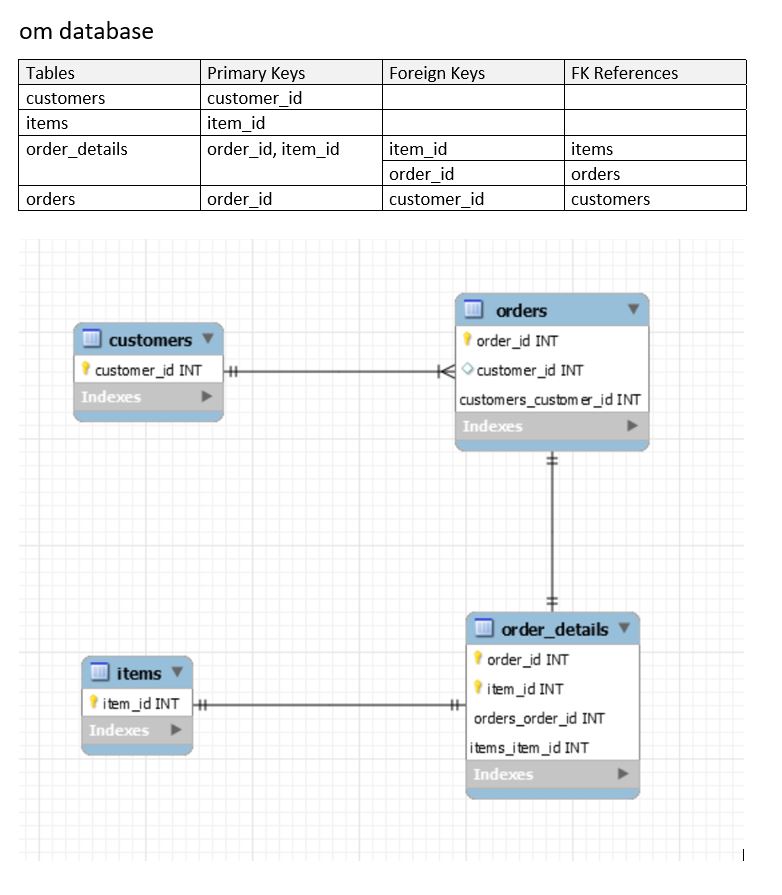 om database
Tables Primary Keys Foreign Keys FK References
customers customer_id
items item_id
order_details order_id, item_id item_id items
order_id orders
orders order_id customer_id customers
orders
order_id INT
customer_id INT
customers_customer_id INT
Indexes
customers
customer_id INT
Indexes
order_details
order_id INT
item_id INT
orders_order_id INT
items_item_id INT
Indexes
items
item_id INT
Indexes